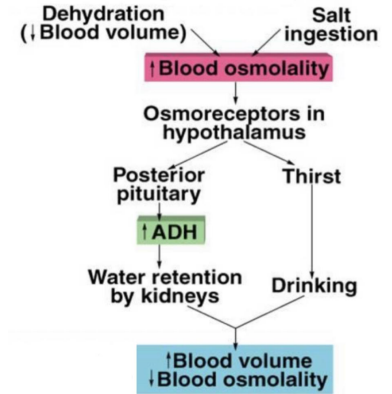 Dehydration
(↓Blood volume)
Salt
ingestion
↑Blood osmolality
Osmoreceptors in
hypothalamus
Posterior
pituitary
Thirst
↑ADH
Water retention
by kidneys
Drinking
↑Blood volume
↓Blood osmolality